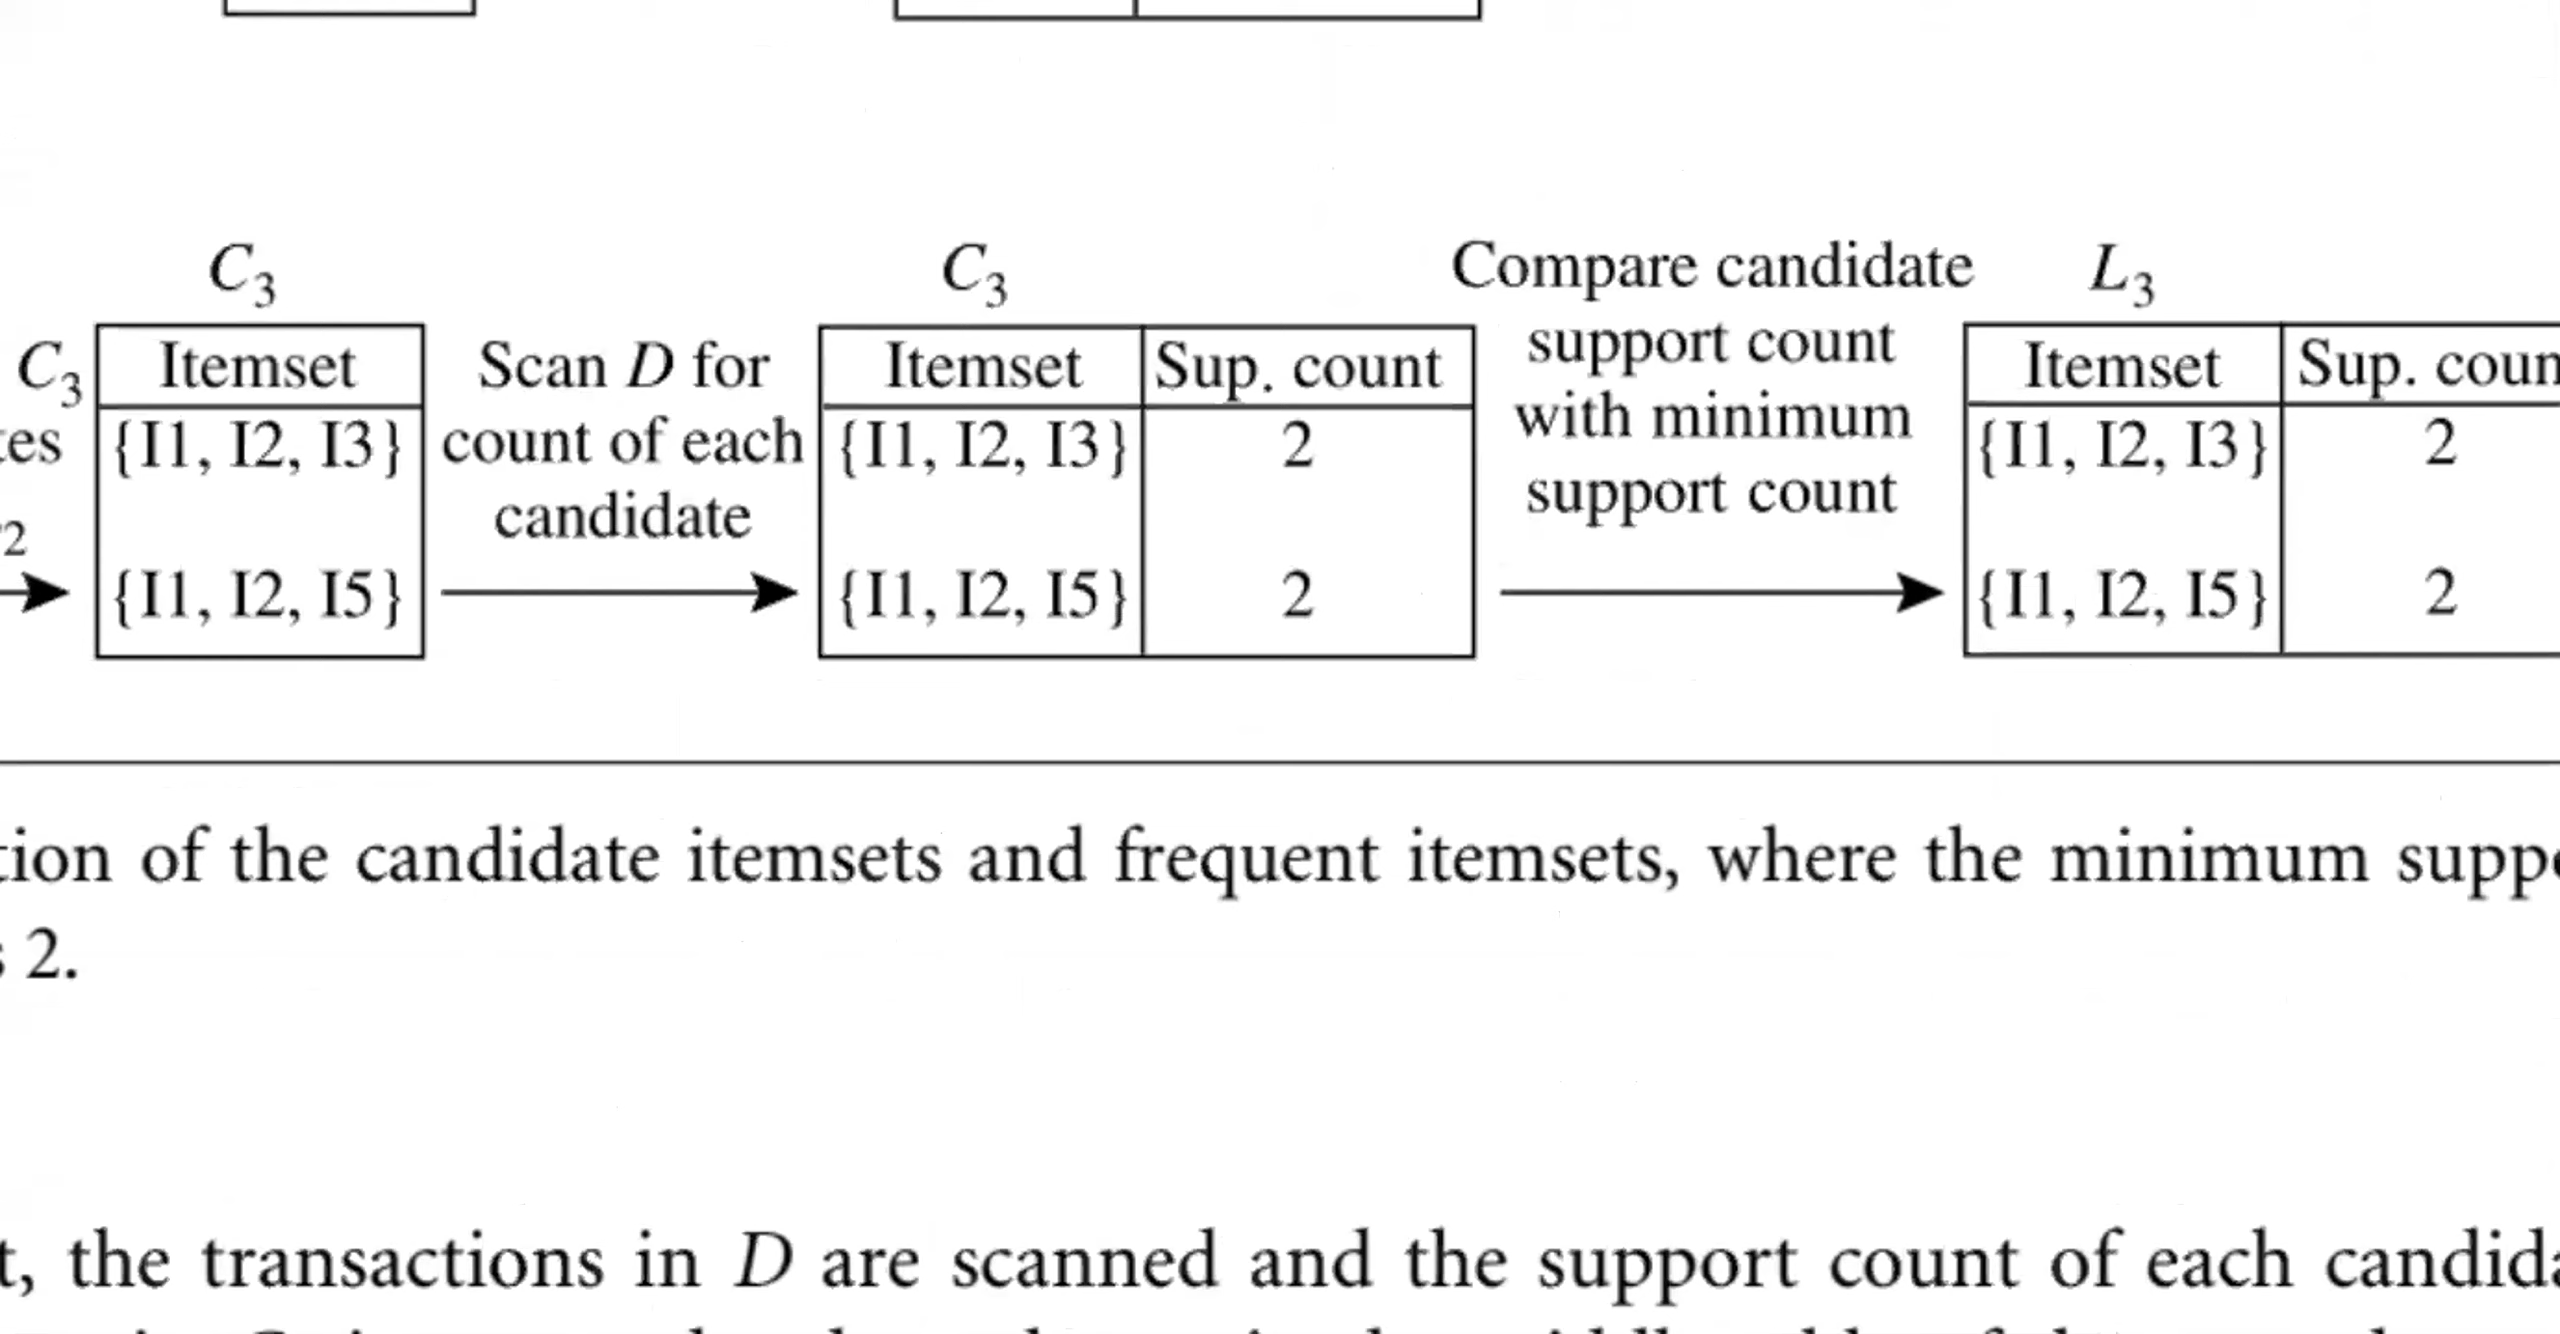 C3
C3
Compare candidate
L3
support count
C3
Itemset
Scan D for
Itemset
Sup. count
Itemset
Sup.
{I1, I2, I3}
count of each
{I1, I2, I3}
2
with minimum
{I1, I2, I3}
2
candidate
support count
2
{I1, I2, I5}
{I1, I2, I5}
2
{I1, I2, I5}
2
of the candidate itemsets and frequent itemsets, where the minimum
2.
the transactions in D are scanned and the support count of each